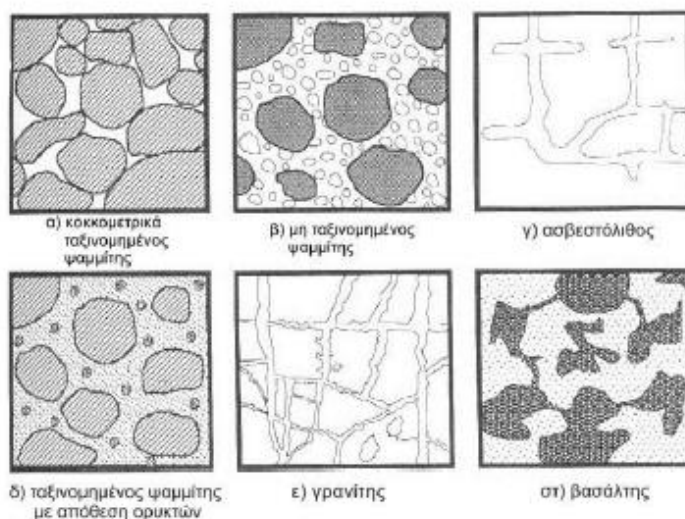 α) κοκκομετρικά
ταξινομημένος
ψαμμίτης
β) μη ταξινομημένος
ψαμμίτης
γ) ασβεστόλιθος
δ) ταξινομημένος ψαμμίτης
με απόθεση ορυκτών
ε) γρανίτης
στ) βασάλτης